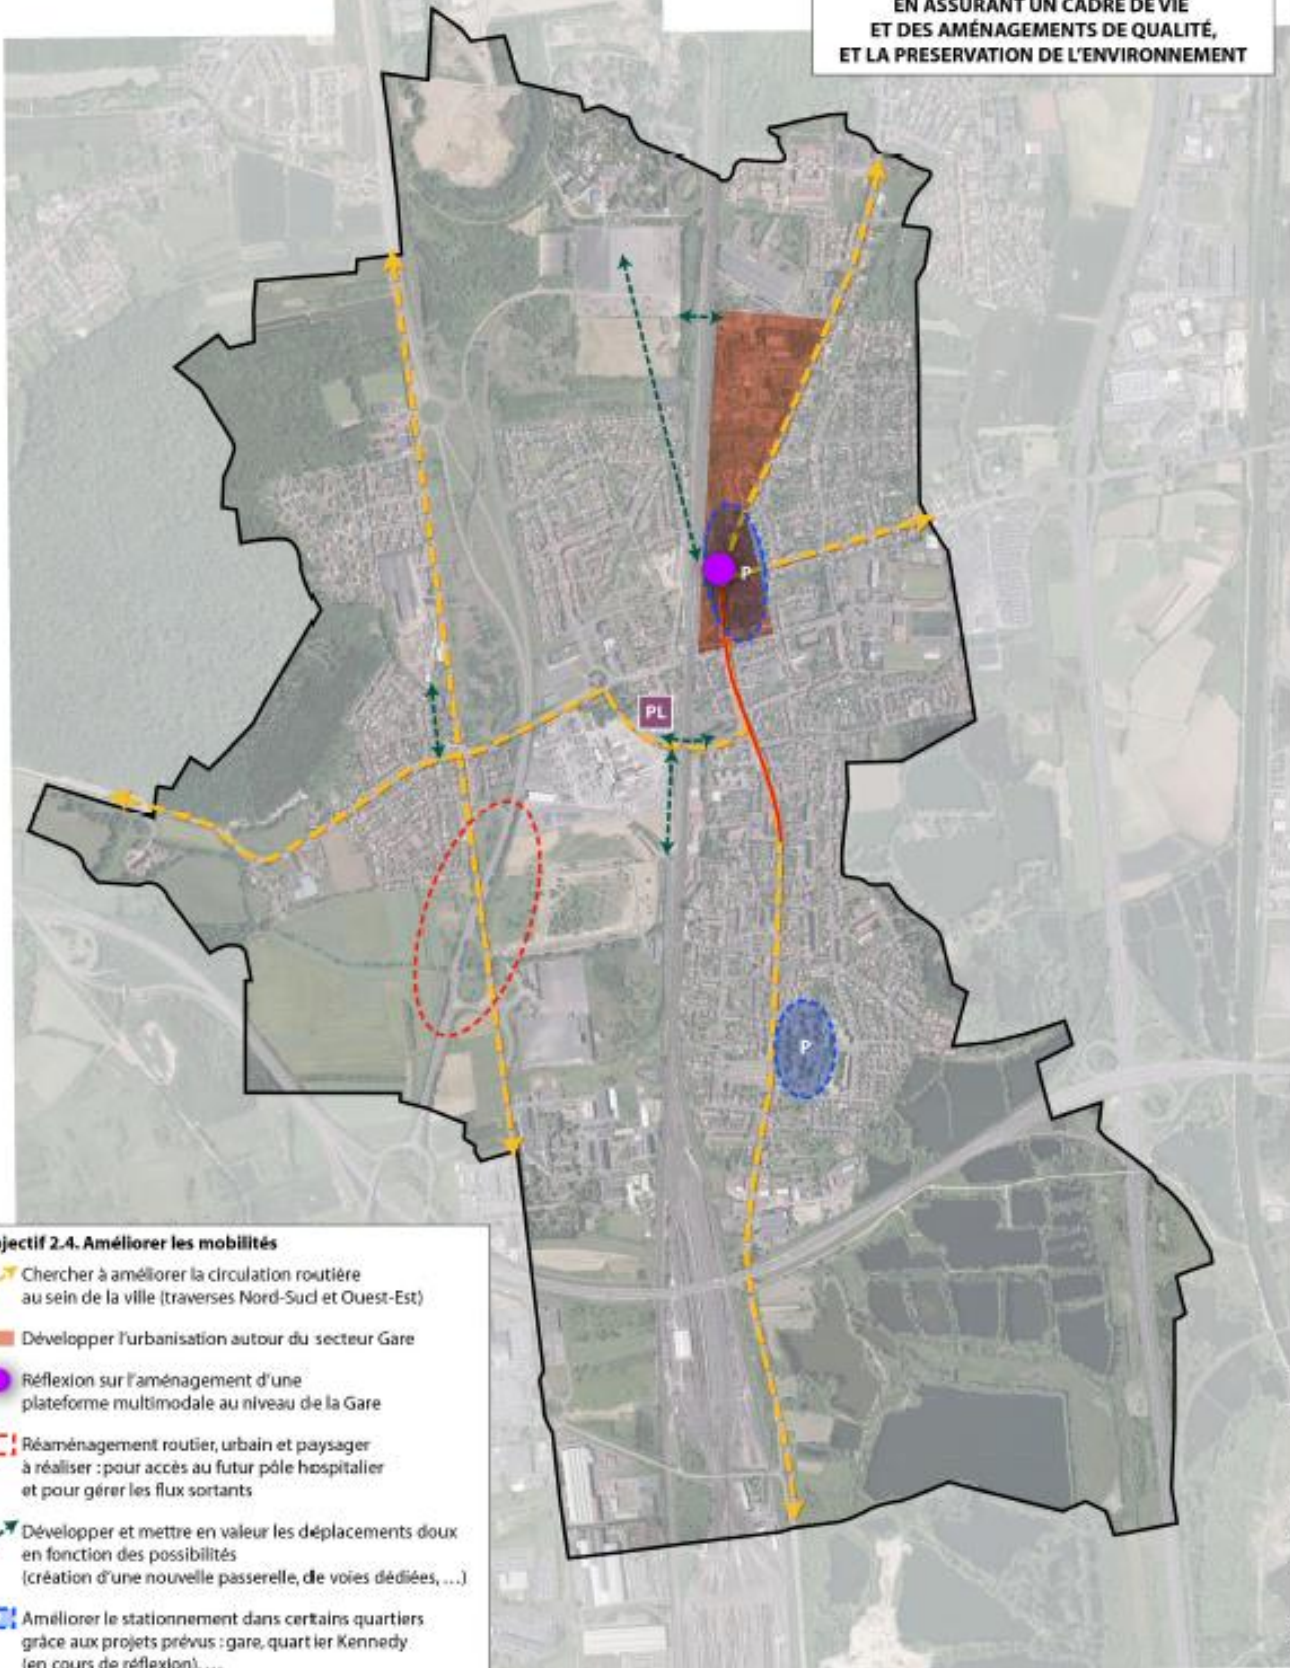 EN ASSURANT UN CADRE DE VIE
ET DES AMÉNAGEMENTS DE QUALITÉ,
ET LA PRESERVATION DE L'ENVIRONNEMENT
P
PL
P
jectif 2.4. Améliorer les mobilités
Chercher à améliorer la circulation routière
au sein de la ville (traverses Nord-Sud et Ouest-Est)
Développer l'urbanisation autour du secteur Gare
Réflexion sur l'aménagement d'une
plateforme multimodale au niveau de la Gare
Réaménagement routier, urbain et paysager
à réaliser : pour accès au futur pôle hospitalier
et pour gérer les flux sortants
Développer et mettre en valeur les déplacements doux
en fonction des possibilités
(création d'une nouvelle passerelle, de voies dédiées, ...)
Améliorer le stationnement dans certains quartiers
grâce aux projets prévus : gare, quartier Kennedy
(en cours de réflexion), ...